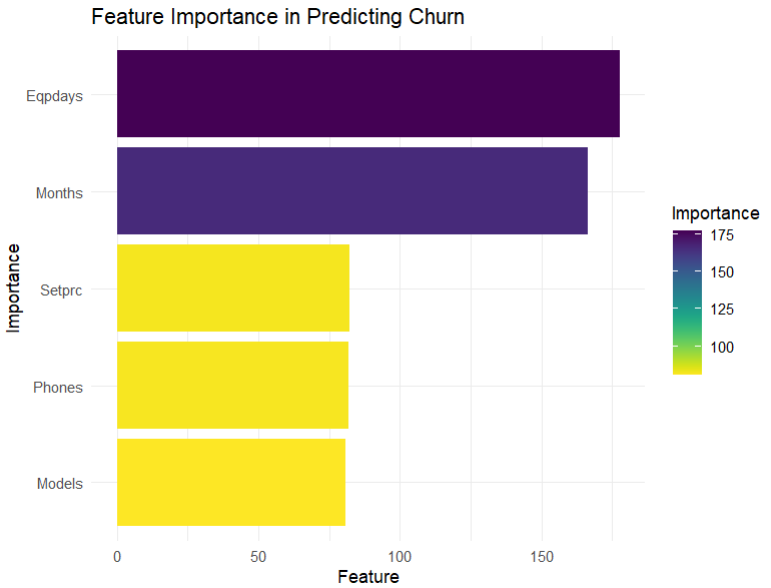 Feature Importance in Predicting Churn
Importance
Eqpdays
Months
Setprc
Phones
Models
0 50 100 150
Feature
Importance
175
150
125
100